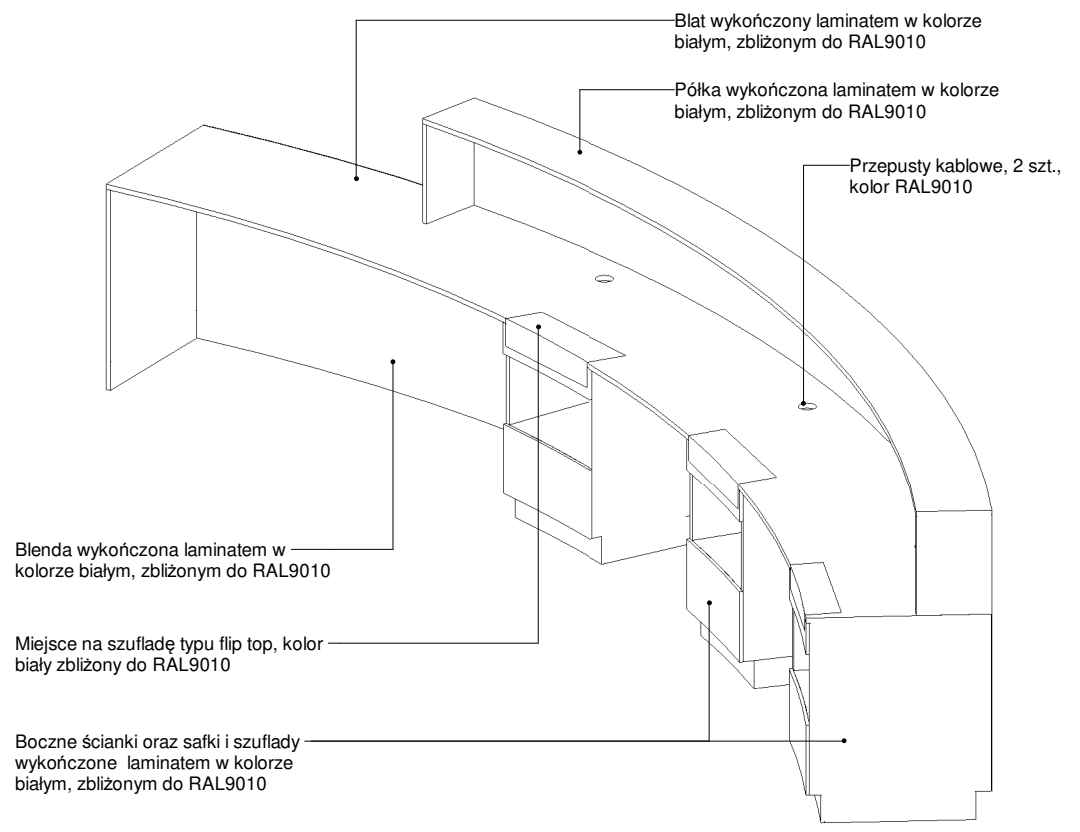 Blat wykończony laminatem w kolorze
białym, zbliżonym do RAL9010
Półka wykończona laminatem w kolorze
białym, zbliżonym do RAL9010
Przepusty kablowe, 2 szt.,
kolor RAL9010
Blenda wykończona laminatem w
kolorze białym, zbliżonym do RAL9010
Miejsce na szufladę typu flip top, kolor
biały zbliżony do RAL9010
Boczne ścianki oraz safki i szuflady
wykończone  laminatem w kolorze
białym, zbliżonym do RAL9010